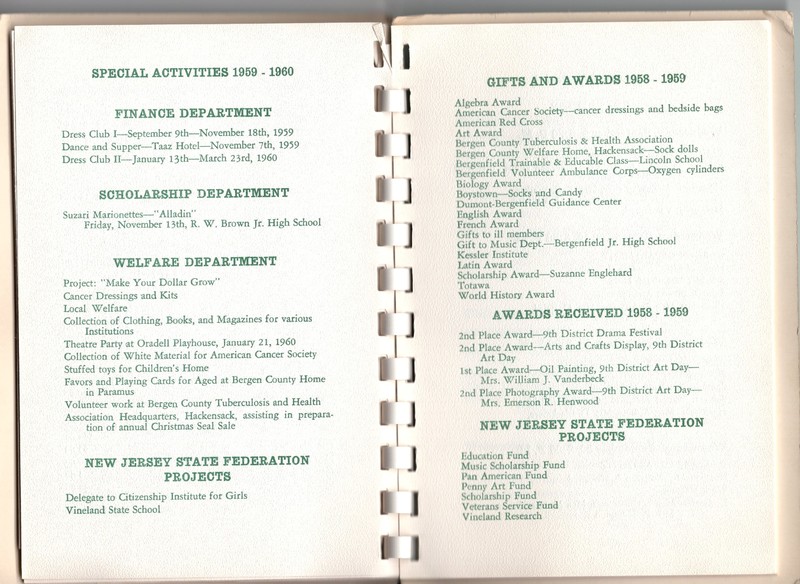 SPECIAL ACTIVITIES 1959 - 1960
FINANCE DEPARTMENT
Dress Club I—September 9th—November 18th, 1959
Dance and Supper—Taaz Hotel—November 7th, 1959
Dress Club II—January 13th—March 23rd, 1960
SCHOLARSHIP DEPARTMENT
Suzari Marionettes—"Alladin"
Friday, November 13th, R. W. Brown Jr. High School
WELFARE DEPARTMENT
Project: "Make Your Dollar Grow"
Cancer Dressings and Kits
Local Welfare
Collection of Clothing, Books, and Magazines for various
Institutions
Theatre Party at Oradell Playhouse, January 21, 1960
Collection of White Material for American Cancer Society
Stuffed toys for Children's Home
Favors and Playing Cards for Aged at Bergen County Home
in Paramus
Volunteer work at Bergen County Tuberculosis and Health
Association Headquarters, Hackensack, assisting in prepara-
tion of annual Christmas Seal Sale
NEW JERSEY STATE FEDERATION
PROJECTS
Delegate to Citizenship Institute for Girls
Vineland State School
GIFTS AND AWARDS 1958 - 1959
Algebra Award
American Cancer Society—cancer dressings and bedside bags
American Red Cross
Art Award
Bergen County Tuberculosis & Health Association
Bergen County Welfare Home, Hackensack—Sock dolls
Bergenfield Trainable & Educable Class—Lincoln School
Bergenfield Volunteer Ambulance Corps—Oxygen cylinders
Biology Award
Boystown—Socks and Candy
Dumont-Bergenfield Guidance Center
English Award
French Award
Gifts to ill members
Gift to Music Dept.—Bergenfield Jr. High School
Kessler Institute
Latin Award
Scholarship Award—Suzanne Englehard
Totawa
World History Award
AWARDS RECEIVED 1958 - 1959
2nd Place Award—9th District Drama Festival
2nd Place Award—Arts and Crafts Display, 9th District
Art Day
1st Place Award—Oil Painting, 9th District Art Day—
Mrs. William J. Vanderbeck
2nd Place Photography Award—9th District Art Day—
Mrs. Emerson R. Henwood
NEW JERSEY STATE FEDERATION
PROJECTS
Education Fund
Music Scholarship Fund
Pan American Fund
Penny Art Fund
Scholarship Fund
Veterans Service Fund
Vineland Research